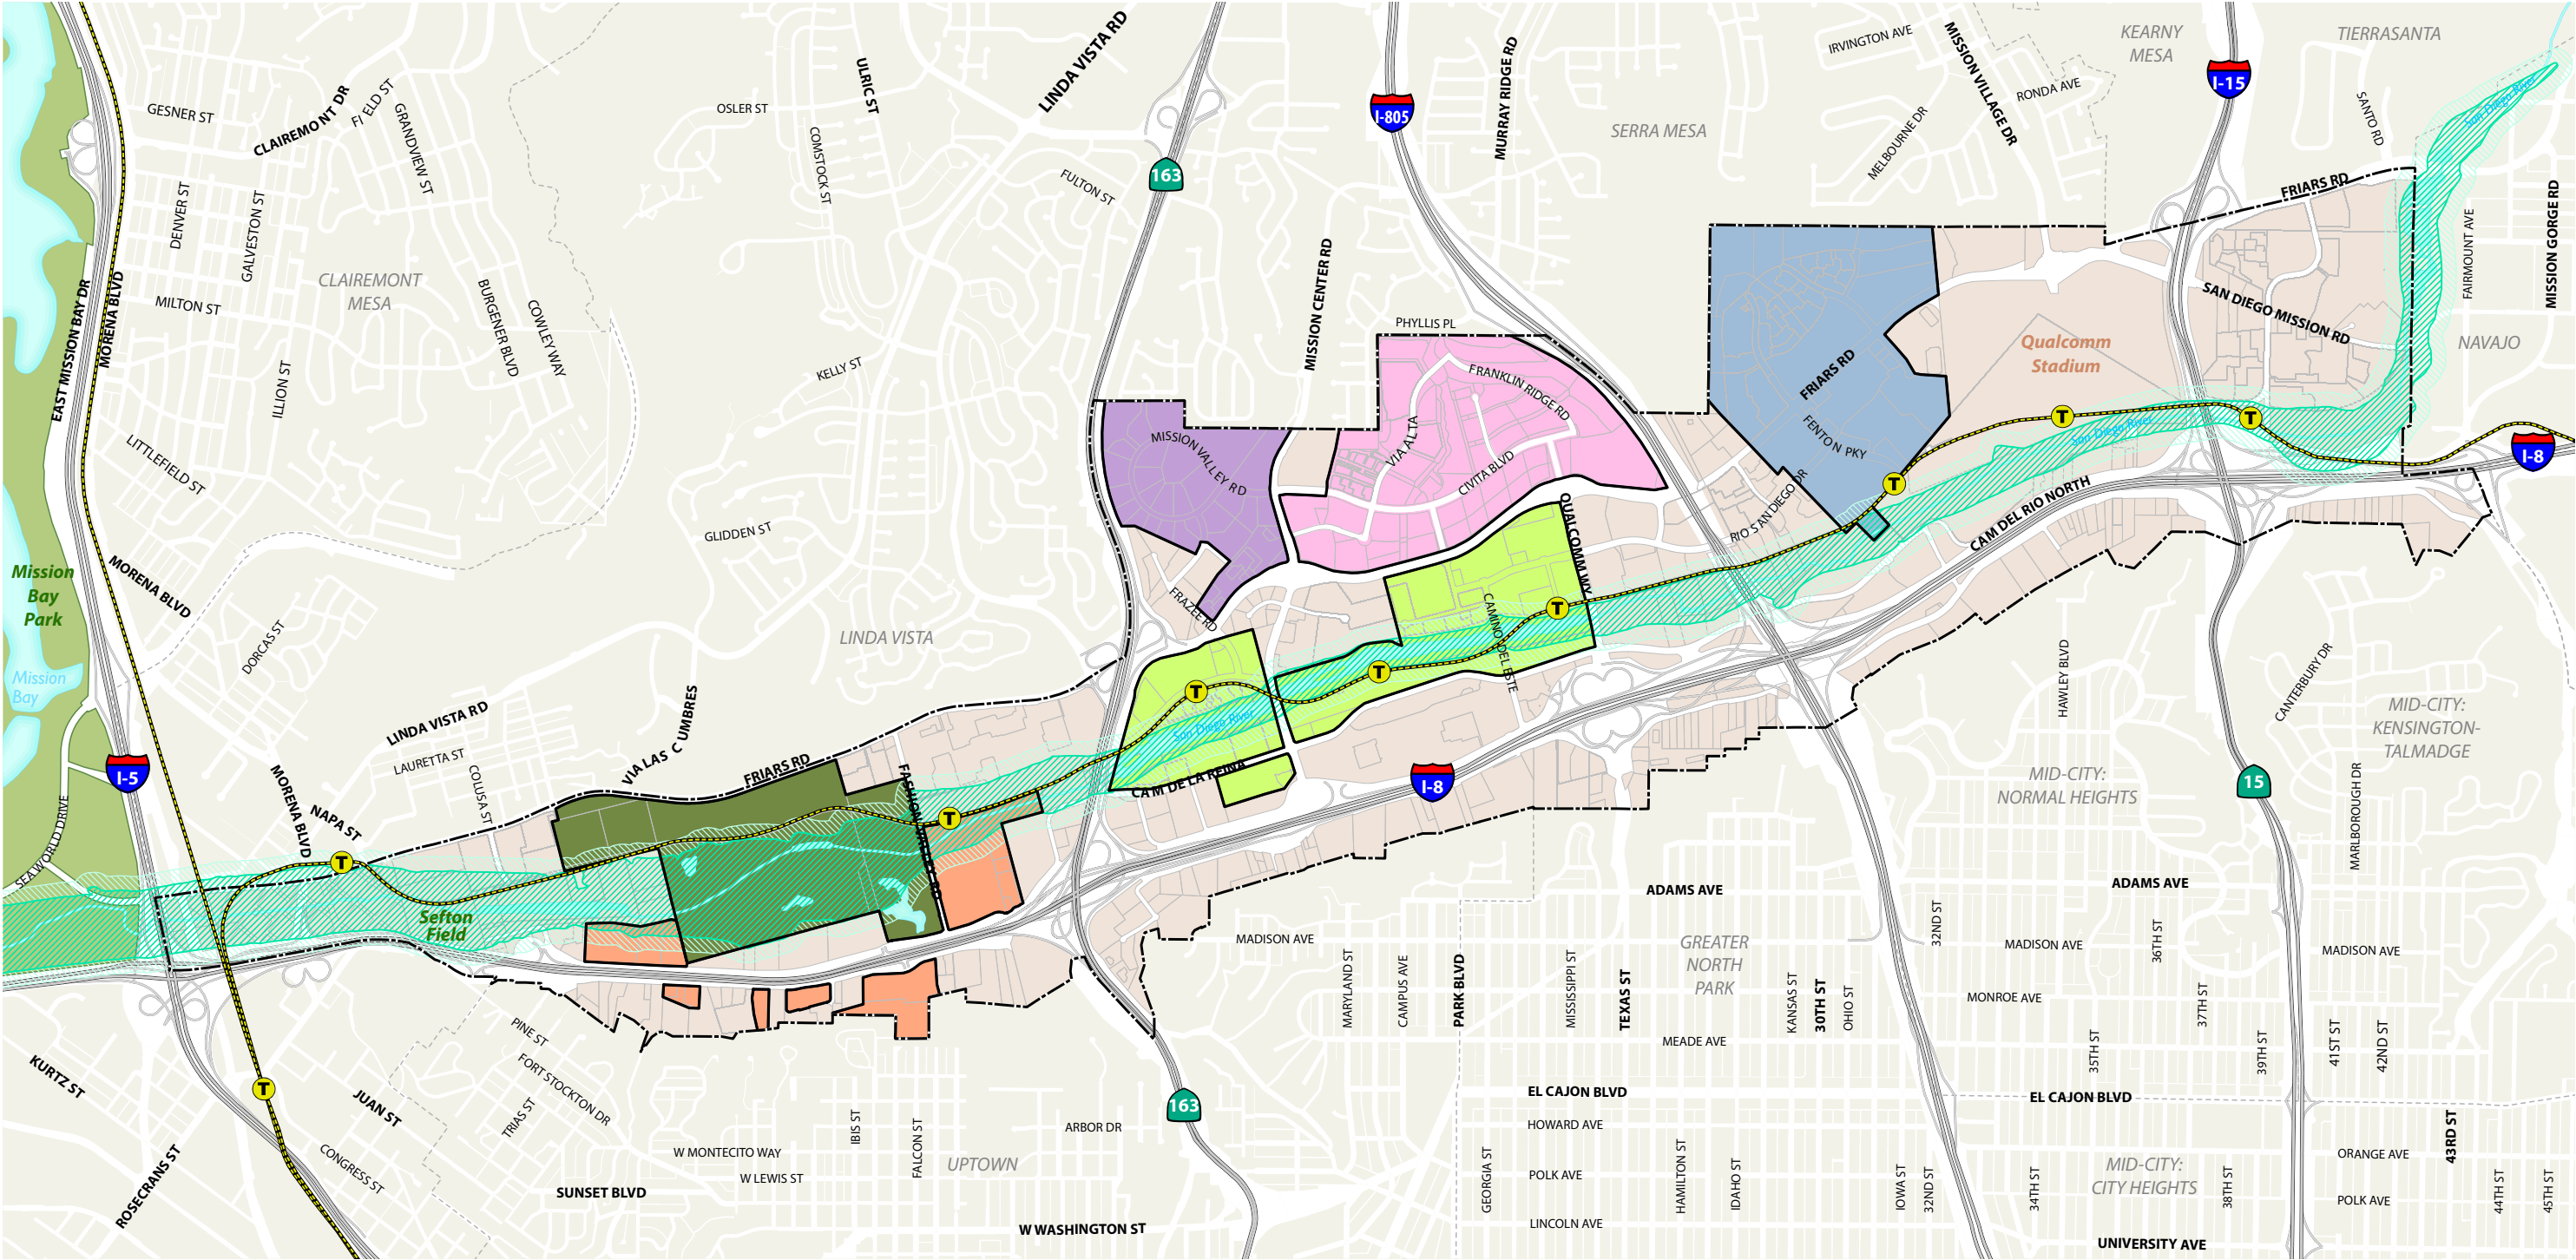 GESNER ST
CLAIREMONT DR
FIELD ST
GRANDVIEW ST
DENVER ST
GALVESTON ST
CLAIREMONT
MESA
MILTON ST
ILLION ST
BURGENER BLVD
COWLEY WAY
EAST MISSION BAY DR
MORENA BLVD
LITTLEFIELD ST
MORENA BLVD
DORCAS ST
Mission
Bay
Park
Mission
Bay
I-5
SEA WORLD DRIVE
MORENA BLVD
NAPA ST
LINDA VISTA RD
LAURETTA ST
COLUSA ST
VIA LAS CUMBRES
FRIARS RD
FASHION VALLEY RD
T
T
T
Sefton
Field
KURTZ ST
ROSECRANS ST
JUAN ST
CONGRESS ST
PINE ST
FORT STOCKTON DR
TRIAS ST
SUNSET BLVD
W MONTECITO WAY
W LEWIS ST
IBIS ST
FALCON ST
UPTOWN
ARBOR DR
W WASHINGTON ST
163
OSLER ST
COMSTOCK ST
ULRIC ST
LINDA VISTA RD
FULTON ST
163
KELLY ST
GLIDDEN ST
LINDA VISTA
I-805
MURRAY RIDGE RD
SERRA MESA
MISSION CENTER RD
PHYLLIS PL
MISSION VALLEY RD
FRAZEE RD
FRANKLIN RIDGE RD
VIA ALTA
CIVITA BLVD
QUALCOMM WY
CAMINO DEL ESTE
T
T
T
San Diego River
CAM DE LA REINA
I-8
IRVINGTON AVE
MISSION VILLAGE DR
RONDA AVE
MELBOURNE DR
KEARNY
MESA
TIERRASANTA
I-15
SANTO RD
San Diego River
FRIARS RD
FAIRMOUNT AVE
MISSION GORGE RD
SAN DIEGO MISSION RD
NAVAJO
Qualcomm
Stadium
FRIARS RD
FENTON PKY
RIO SAN DIEGO DR
T
T
T
San Diego River
CAM DEL RIO NORTH
I-8
HAWLEY BLVD
CANTERBURY DR
MID-CITY:
KENSINGTON-
TALMADGE
MID-CITY:
NORMAL HEIGHTS
15
MARLBOROUGH DR
ADAMS AVE
ADAMS AVE
MADISON AVE
MARYLAND ST
CAMPUS AVE
PARK BLVD
MISSISSIPPI ST
TEXAS ST
GREATER
NORTH
PARK
KANSAS ST
30TH ST
OHIO ST
32ND ST
MADISON AVE
36TH ST
MADISON AVE
MONROE AVE
37TH ST
35TH ST
39TH ST
41ST ST
42ND ST
MEADE AVE
EL CAJON BLVD
EL CAJON BLVD
HOWARD AVE
POLK AVE
LINCOLN AVE
GEORGIA ST
HAMILTON ST
IDAHO ST
IOWA ST
32ND ST
34TH ST
MID-CITY:
CITY HEIGHTS
38TH ST
ORANGE AVE
POLK AVE
43RD ST
44TH ST
45TH ST
UNIVERSITY AVE